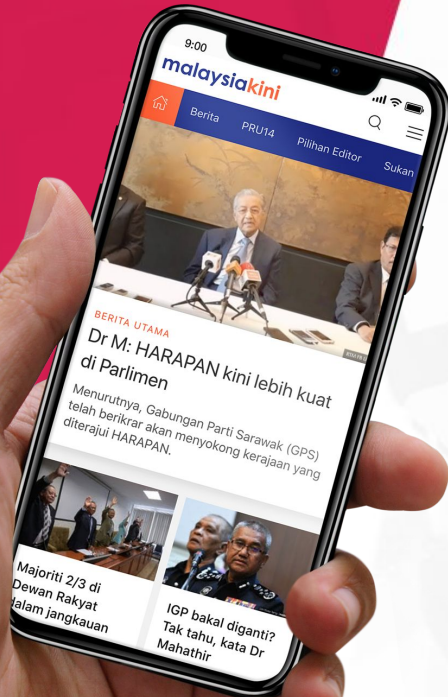 9:00
malaysiakini
Berita PRU14 Pilihan Editor Sukan
BERITA UTAMA
Dr M: HARAPAN kini lebih kuat
di Parlimen
Menurutnya, Gabungan Parti Sarawak (GPS)
telah berikrar akan menyokong kerajaan yang
diterajui HARAPAN.
Majoriti 2/3 di
Dewan Rakyat
dalam jangkauan
IGP bakal diganti?
Tak tahu, kata Dr
Mahathir